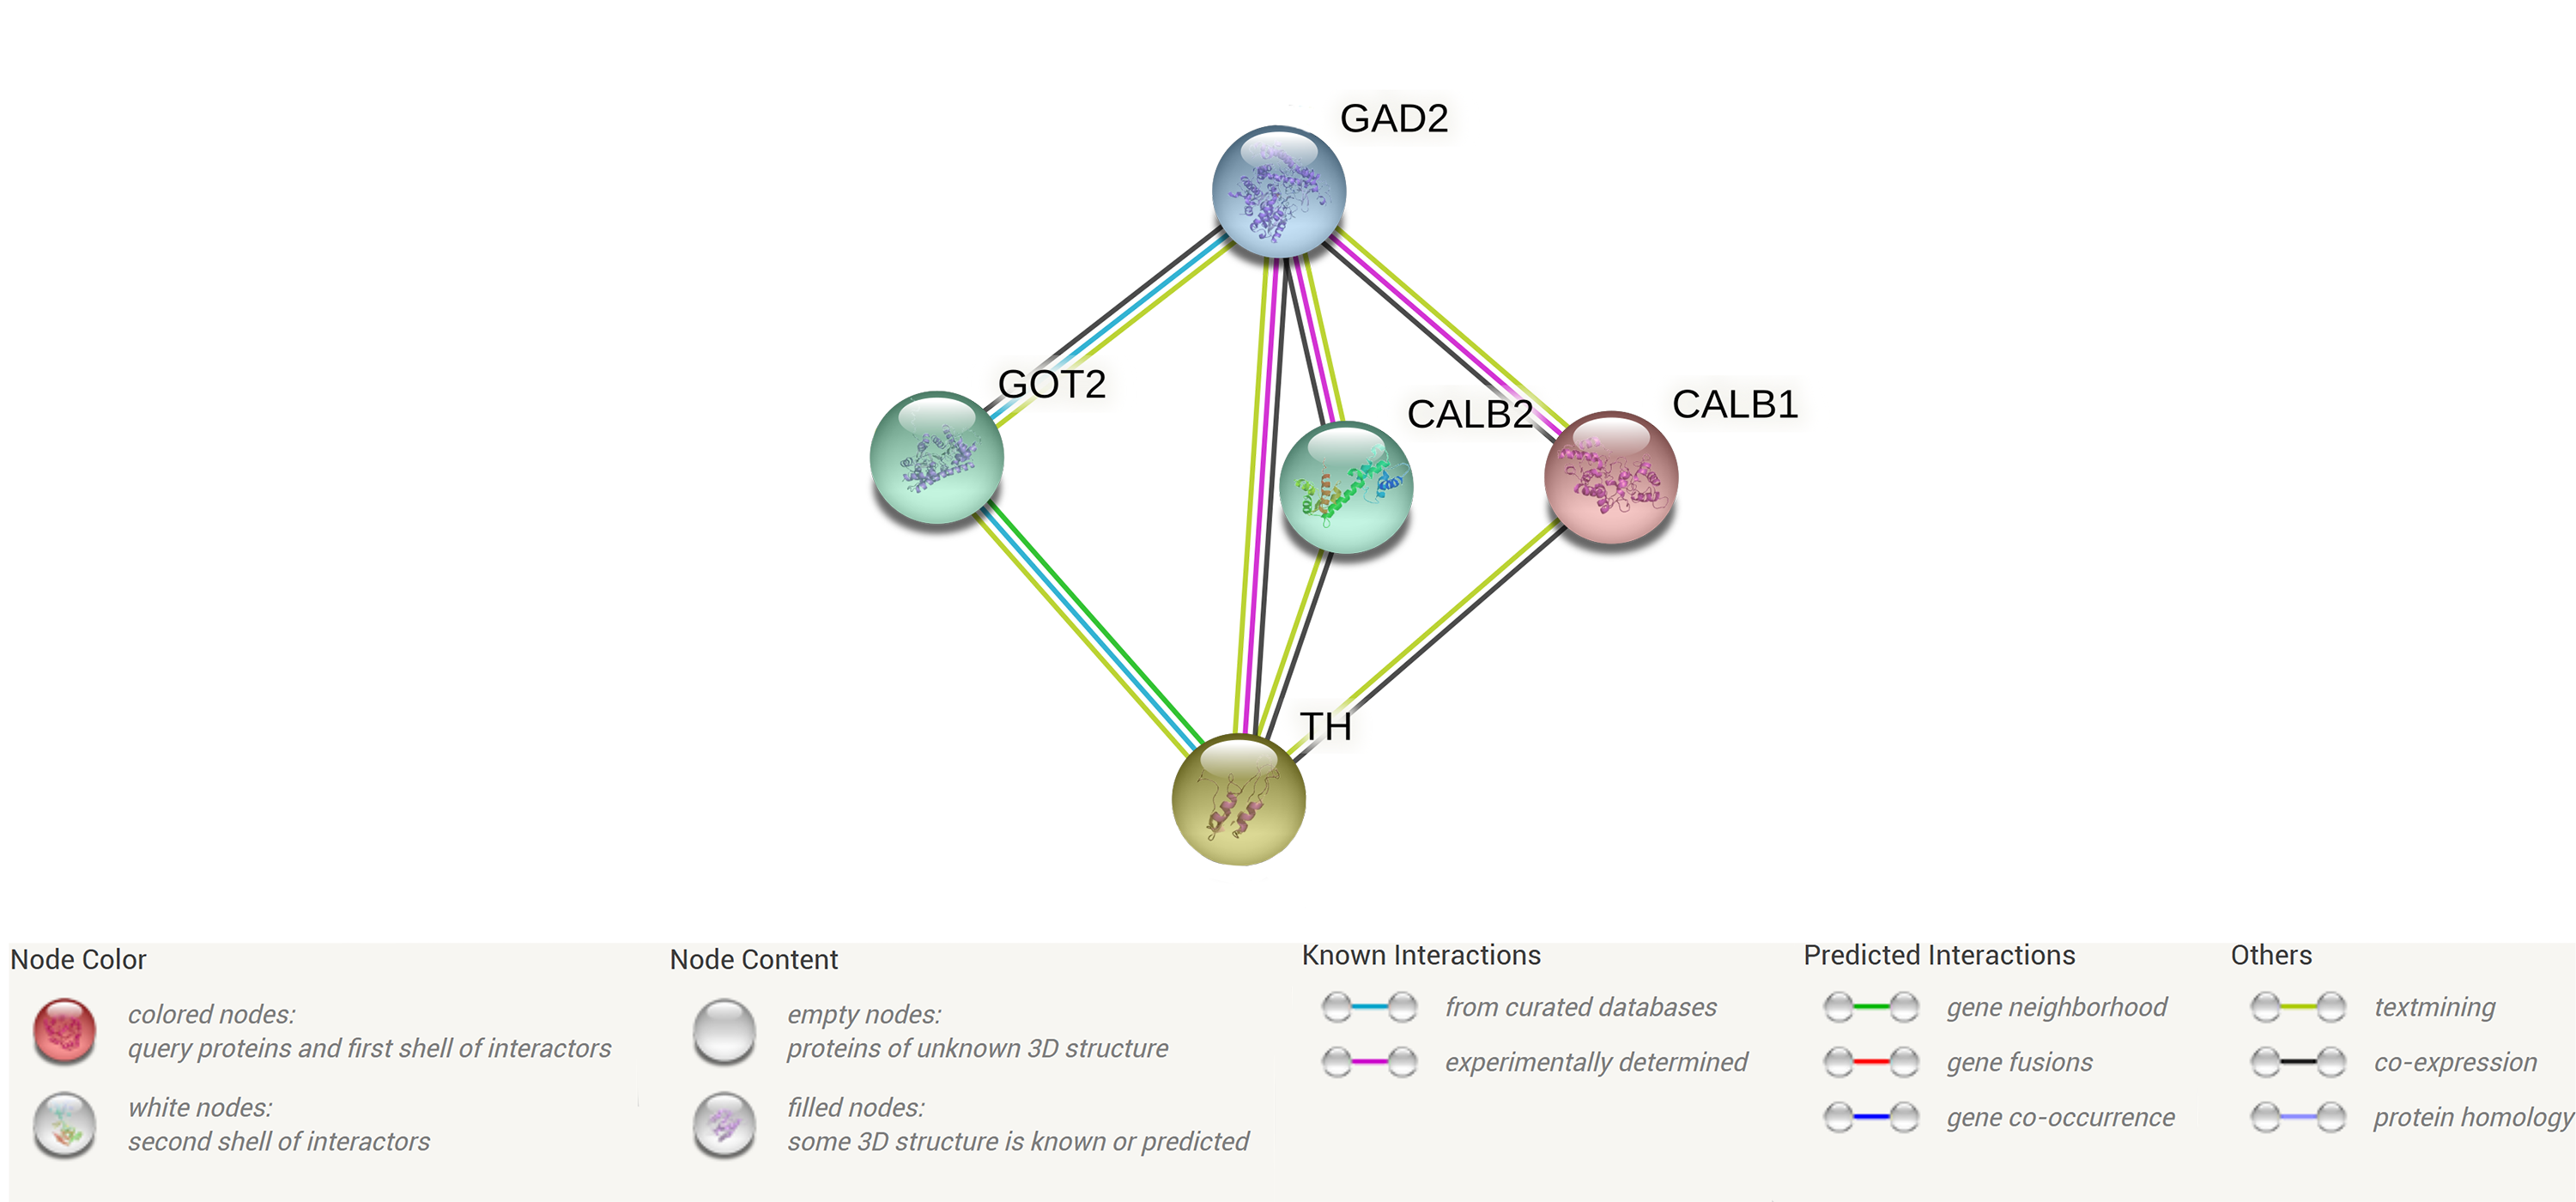 GAD2
GOT2
CALB2
CALB1
TH
Node Color
colored nodes:
query proteins and first shell of interactors
white nodes:
second shell of interactors
Node Content
empty nodes:
proteins of unknown 3D structure
filled nodes:
some 3D structure is known or predicted
Known Interactions
from curated databases
experimentally determined
Predicted Interactions
gene neighborhood
gene fusions
gene co-occurrence
Others
textmining
co-expression
protein homology